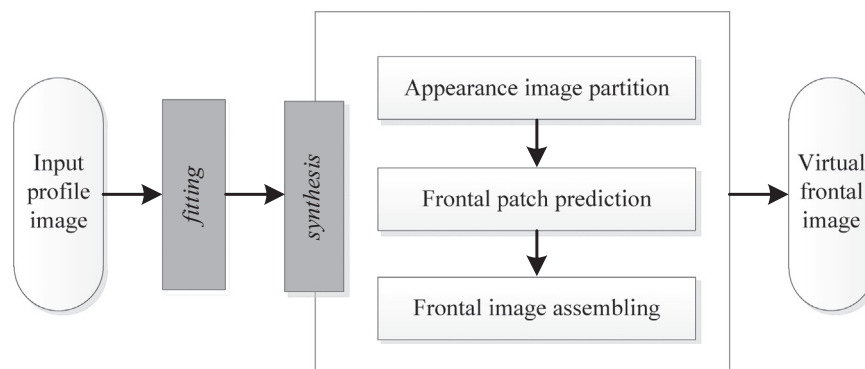 Input
profile
image
fitting
synthesis
Appearance image partition
Frontal patch prediction
Frontal image assembling
Virtual
frontal
image